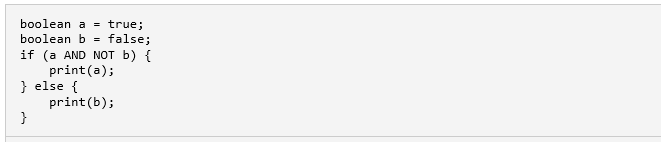 boolean a = true;
boolean b = false;
if (a AND NOT b) {
    print(a);
} else {
    print(b);
}